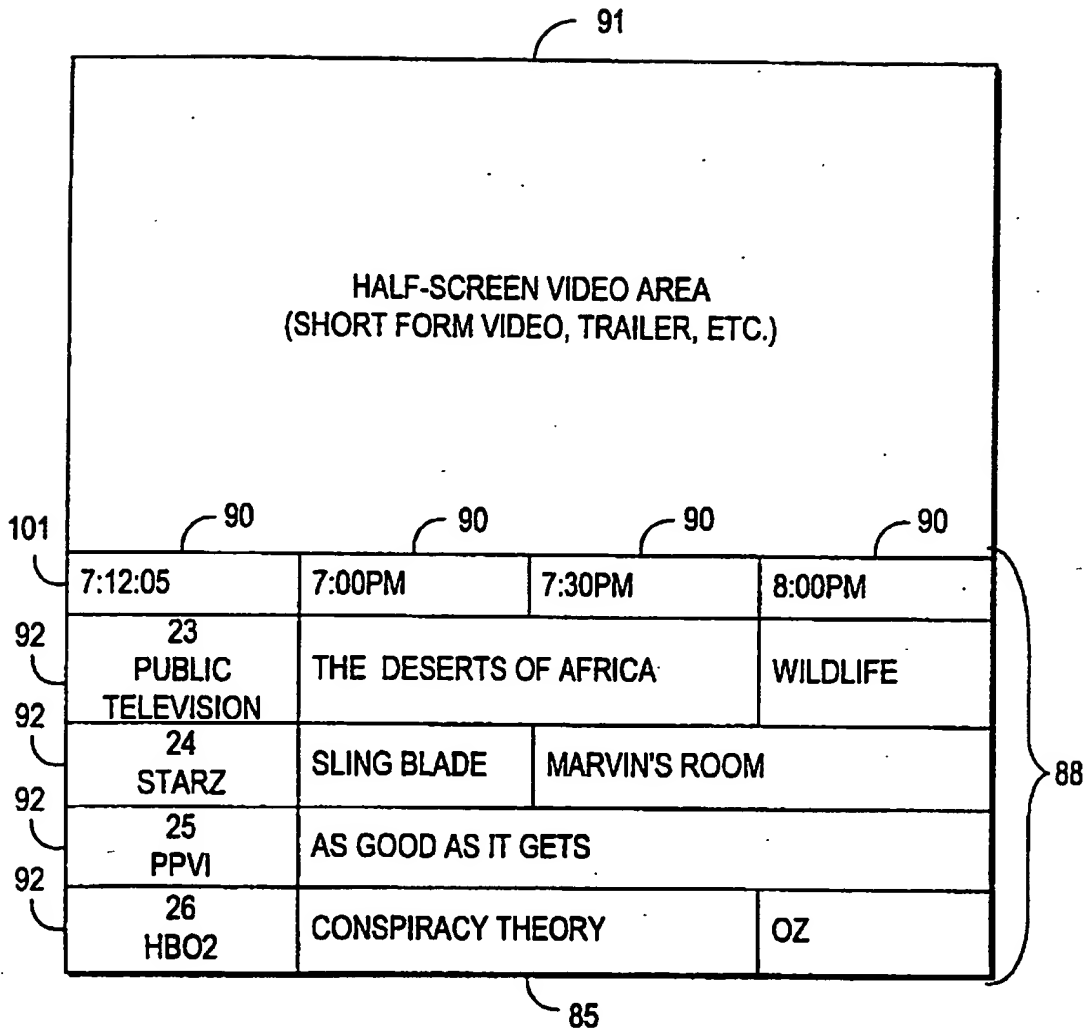 91
HALF-SCREEN VIDEO AREA
(SHORT FORM VIDEO, TRAILER, ETC.)
101 90 90 90 90
7:12:05 7:00PM 7:30PM 8:00PM
92 23
PUBLIC
TELEVISION
THE DESERTS OF AFRICA WILDLIFE
92 24
STARZ
SLING BLADE MARVIN'S ROOM
88
92 25
PPVI
AS GOOD AS IT GETS
92 26
HBO2
CONSPIRACY THEORY OZ
85